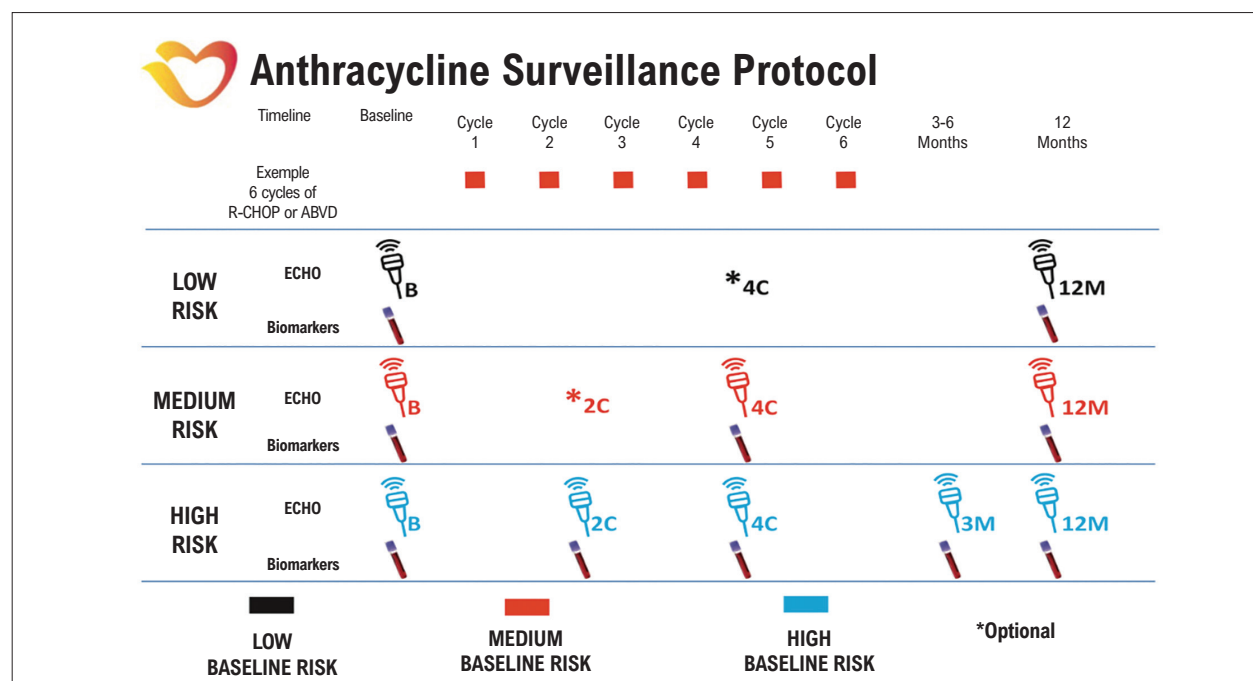 Anthracycline Surveillance Protocol
Timeline Baseline Cycle 1 Cycle 2 Cycle 3 Cycle 4 Cycle 5 Cycle 6 3-6 Months 12 Months
Exemple
6 cycles of
R-CHOP or ABVD
LOW RISK
ECHO B *4C 12M
Biomarkers
MEDIUM RISK
ECHO B *2C 4C 12M
Biomarkers
HIGH RISK
ECHO B 2C 4C 3M 12M
Biomarkers
LOW
BASELINE RISK
MEDIUM
BASELINE RISK
HIGH
BASELINE RISK
*Optional